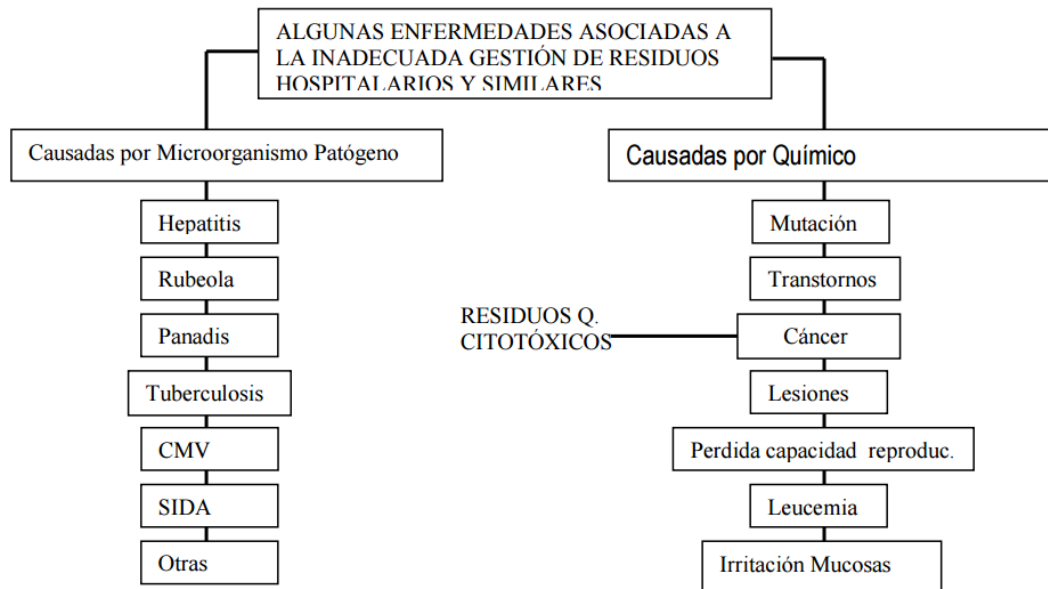 ALGUNAS ENFERMEDADES ASOCIADAS A
LA INADECUADA GESTIÓN DE RESIDUOS
HOSPITALARIOS Y SIMILARES
Causadas por Microorganismo Patógeno
Hepatitis
Rubeola
Panadis
Tuberculosis
CMV
SIDA
Otras
Causadas por Químico
Mutación
Transtornos
RESIDUOS Q.
CITOTÓXICOS
Cáncer
Lesiones
Perdida capacidad reproduc.
Leucemia
Irritación Mucosas